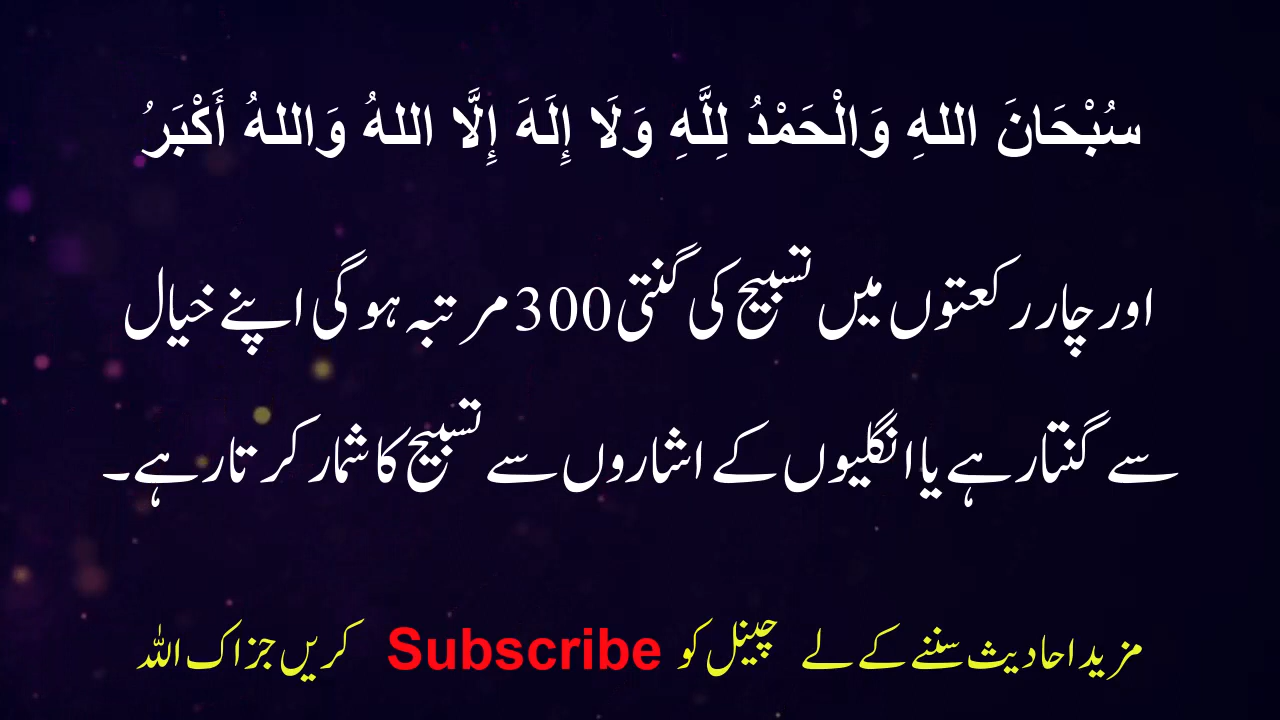 سُبْحَانَ اللهِ وَالْحَمْدُ لِلَّهِ وَلَا إِلَهَ إِلَّا اللهُ وَاللهُ أَكْبَرُ
اور چار رکعتوں میں تسبیح کی گنتی 300 مرتبہ ہوگی اپنے خیال
سے گنتا رہے یا انگلیوں کے اشاروں سے تسبیح کا شمار کرتا رہے۔
مزید احادیث سننے کے لے چینل کو Subscribe کریں جزاک اللہ